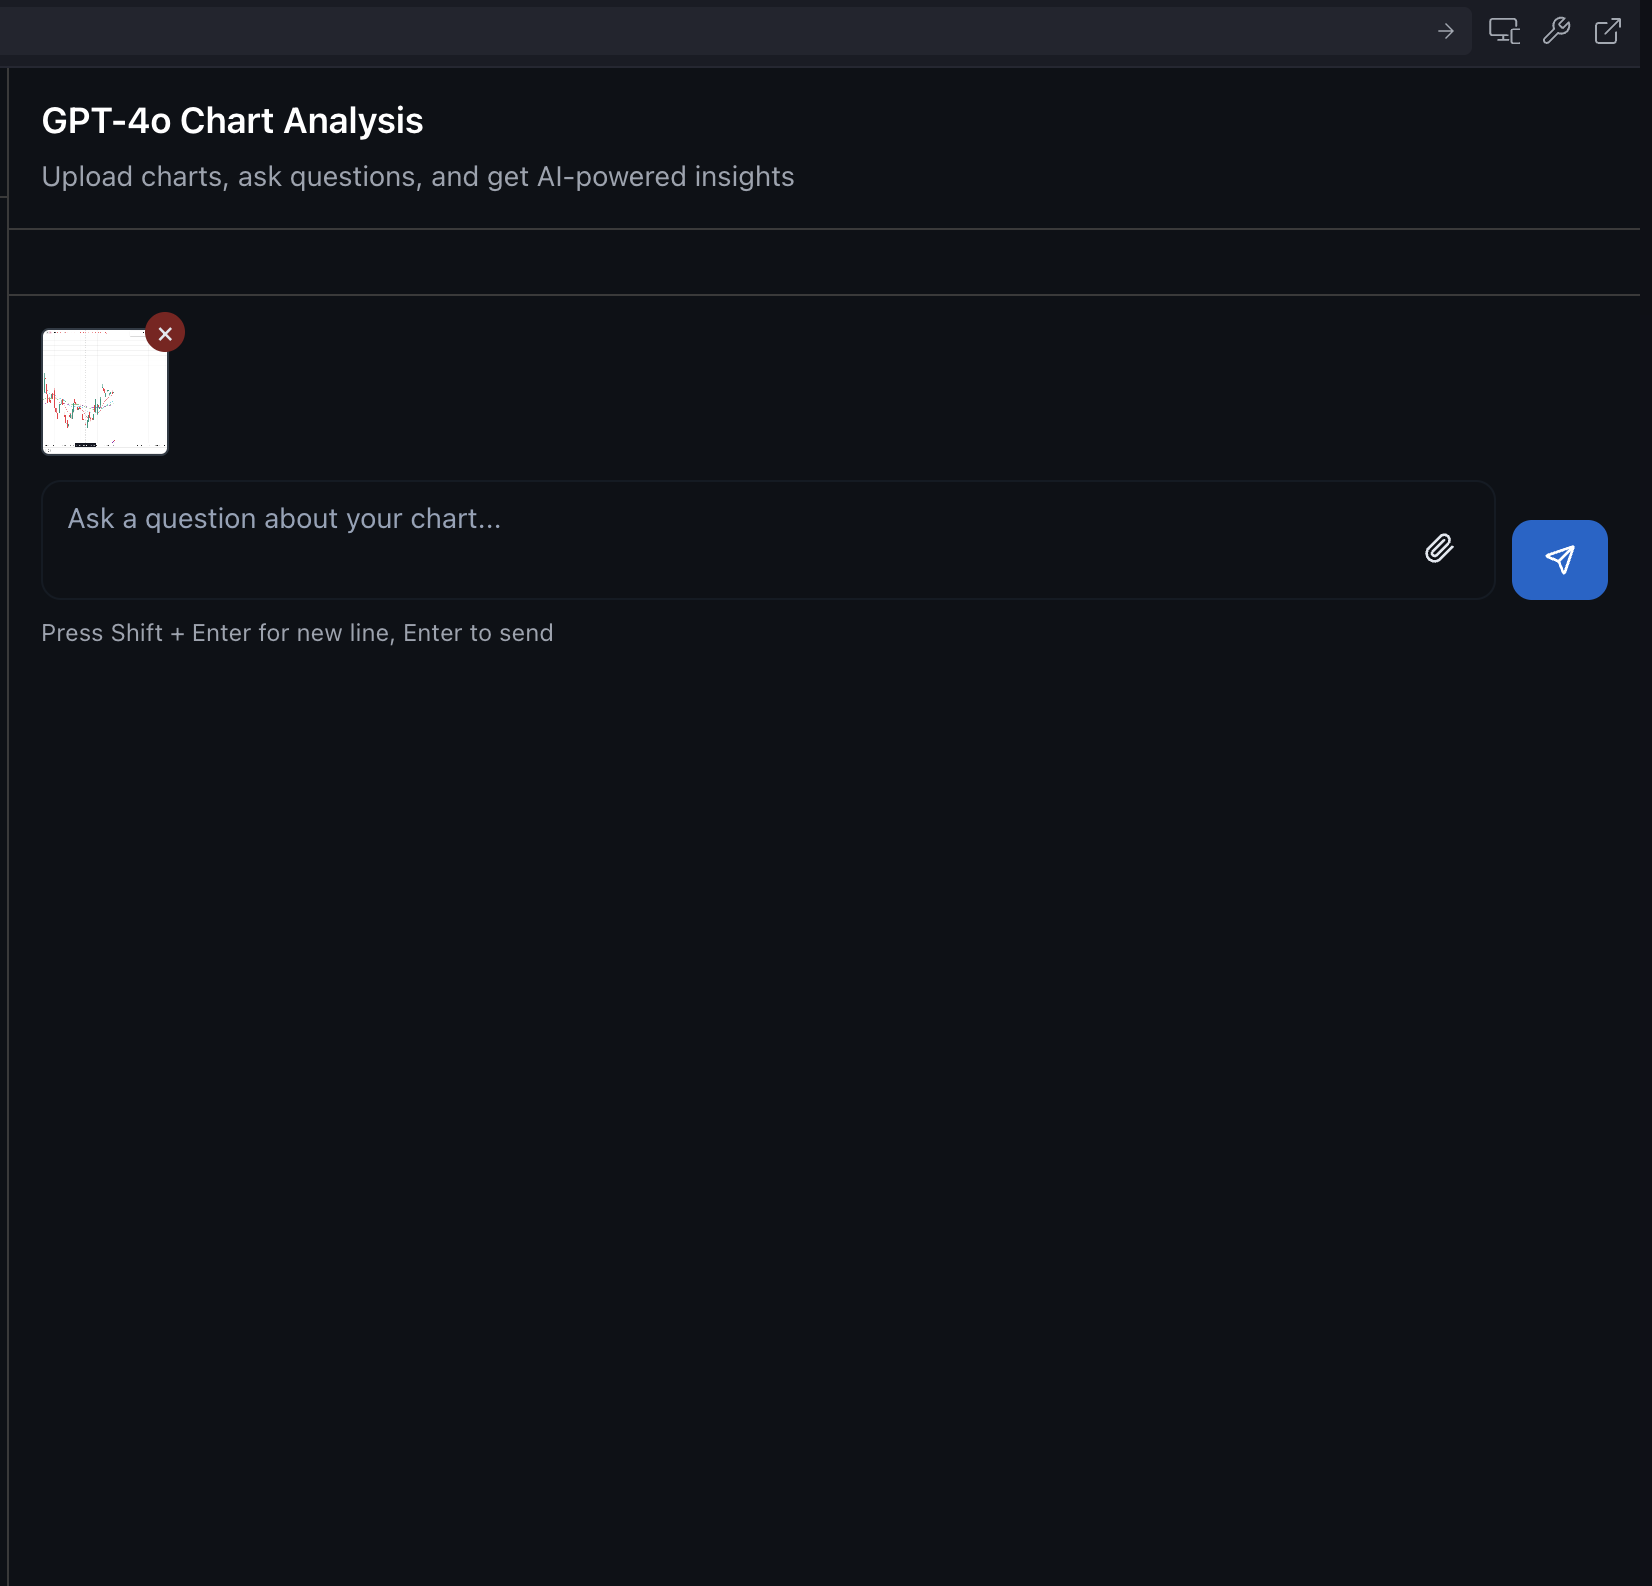 GPT-4o Chart Analysis
Upload charts, ask questions, and get AI-powered insights
Ask a question about your chart...
Press Shift + Enter for new line, Enter to send